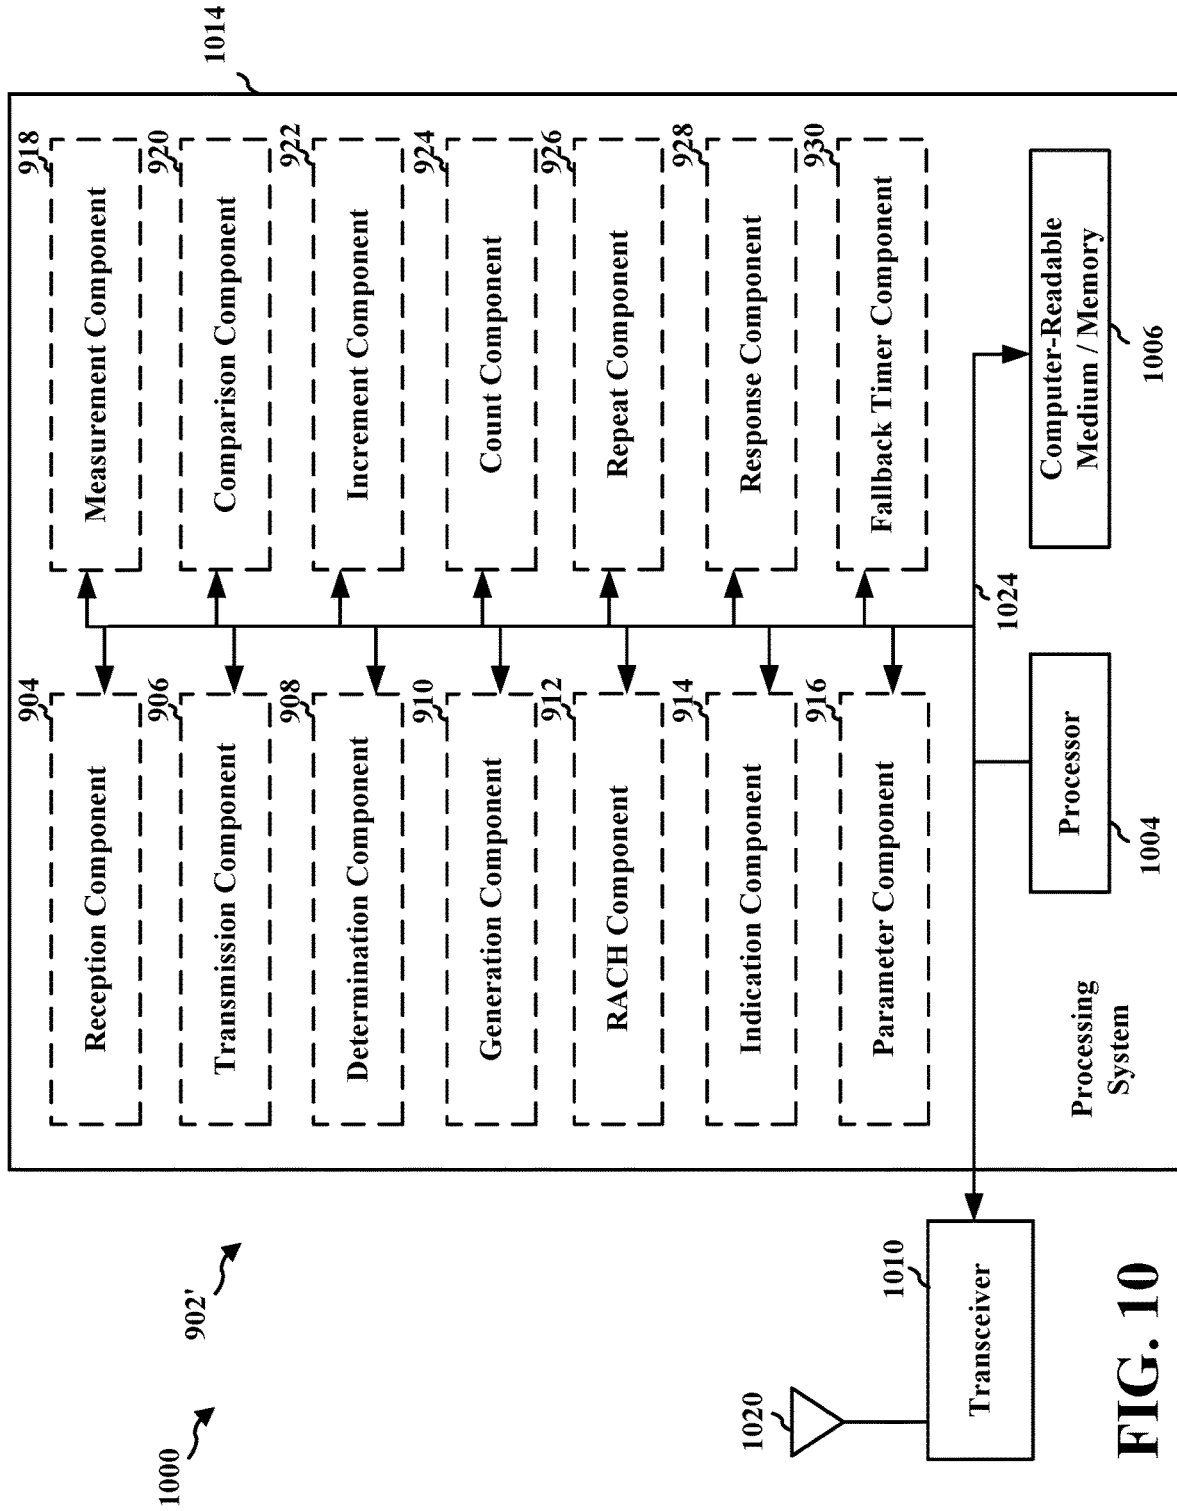 1000
902'
1014
904
Reception Component
906
Transmission Component
908
Determination Component
910
Generation Component
912
RACH Component
914
Indication Component
916
Parameter Component
918
Measurement Component
920
Comparison Component
922
Increment Component
924
Count Component
926
Repeat Component
928
Response Component
930
Fallback Timer Component
1024
Processing
System
Processor
1004
Computer-Readable
Medium / Memory
1006
1020
1010
Transceiver
FIG. 10